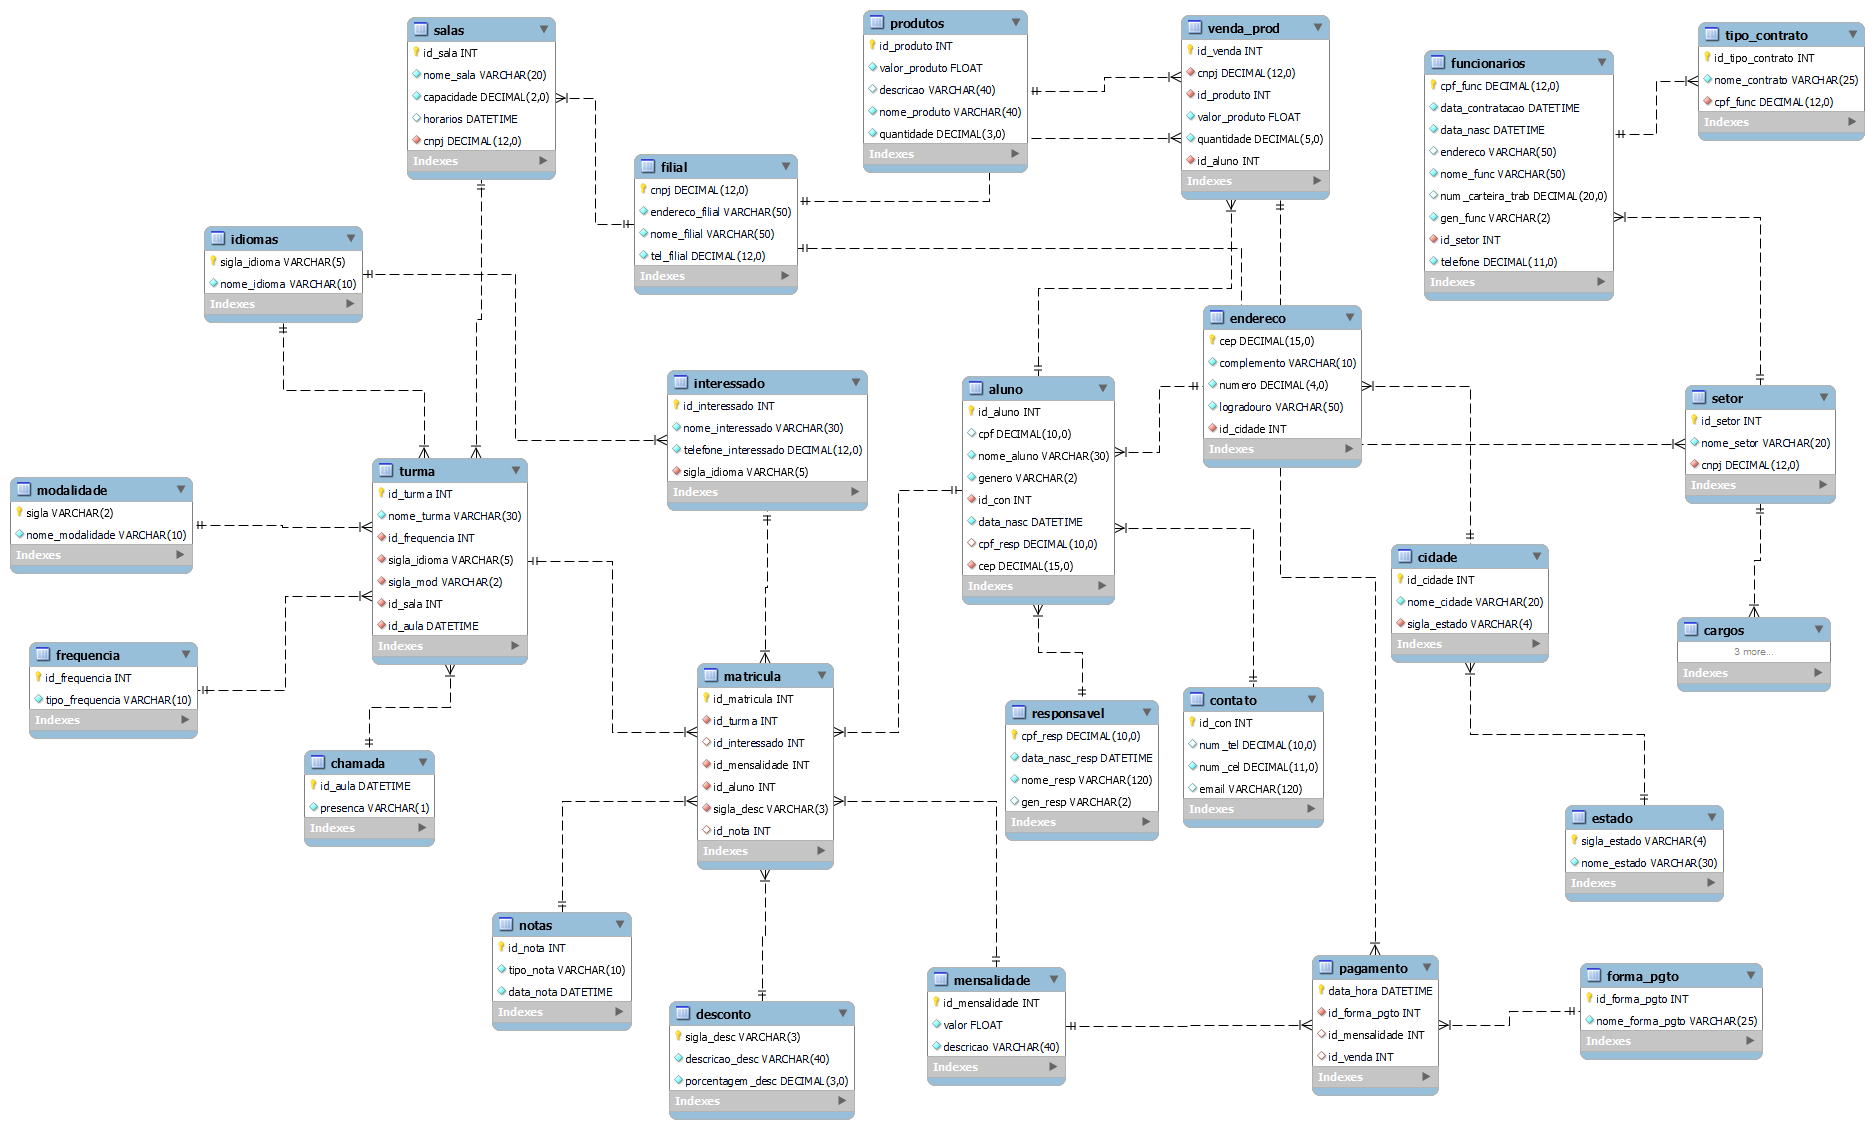 salas
id_sala INT
nome_sala VARCHAR(20)
capacidade DECIMAL(2,0)
horarios DATETIME
cnpj DECIMAL(12,0)
Indexes
produtos
id_produto INT
valor_produto FLOAT
descricao VARCHAR(40)
nome_produto VARCHAR(40)
quantidade DECIMAL(3,0)
Indexes
venda_prod
id_venda INT
cnpj DECIMAL(12,0)
id_produto INT
valor_produto FLOAT
quantidade DECIMAL(5,0)
id_aluno INT
Indexes
funcionarios
cpf_func DECIMAL(12,0)
data_contratacao DATETIME
data_nasc DATETIME
endereco VARCHAR(50)
nome_func VARCHAR(50)
num_carteira_trab DECIMAL(20,0)
gen_func VARCHAR(2)
id_setor INT
telefone DECIMAL(11,0)
Indexes
tipo_contrato
id_tipo_contrato INT
nome_contrato VARCHAR(25)
cpf_func DECIMAL(12,0)
Indexes
filial
cnpj DECIMAL(12,0)
endereco_filial VARCHAR(50)
nome_filial VARCHAR(50)
tel_filial DECIMAL(12,0)
Indexes
idiomas
sigla_idioma VARCHAR(5)
nome_idioma VARCHAR(10)
Indexes
interessado
id_interessado INT
nome_interessado VARCHAR(30)
telefone_interessado DECIMAL(12,0)
sigla_idioma VARCHAR(5)
Indexes
aluno
id_aluno INT
cpf DECIMAL(10,0)
nome_aluno VARCHAR(30)
genero VARCHAR(2)
id_con INT
data_nasc DATETIME
cpf_resp DECIMAL(10,0)
cep DECIMAL(15,0)
Indexes
endereco
cep DECIMAL(15,0)
complemento VARCHAR(10)
numero DECIMAL(4,0)
logradouro VARCHAR(50)
id_cidade INT
Indexes
setor
id_setor INT
nome_setor VARCHAR(20)
cnpj DECIMAL(12,0)
Indexes
modalidade
sigla VARCHAR(2)
nome_modalidade VARCHAR(10)
Indexes
turma
id_turma INT
nome_turma VARCHAR(30)
id_frequencia INT
sigla_idioma VARCHAR(5)
sigla_mod VARCHAR(2)
id_sala INT
id_aula DATETIME
Indexes
cidade
id_cidade INT
nome_cidade VARCHAR(20)
sigla_estado VARCHAR(4)
Indexes
cargos
3 more...
Indexes
frequencia
id_frequencia INT
tipo_frequencia VARCHAR(10)
Indexes
chamada
id_aula DATETIME
presenca VARCHAR(1)
Indexes
matricula
id_matricula INT
id_turma INT
id_interessado INT
id_mensalidade INT
id_aluno INT
sigla_desc VARCHAR(3)
id_nota INT
Indexes
responsavel
cpf_resp DECIMAL(10,0)
data_nasc_resp DATETIME
nome_resp VARCHAR(120)
gen_resp VARCHAR(2)
Indexes
contato
id_con INT
num_tel DECIMAL(10,0)
num_cel DECIMAL(11,0)
email VARCHAR(120)
Indexes
estado
sigla_estado VARCHAR(4)
nome_estado VARCHAR(30)
Indexes
notas
id_nota INT
tipo_nota VARCHAR(10)
data_nota DATETIME
Indexes
desconto
sigla_desc VARCHAR(3)
descricao_desc VARCHAR(40)
porcentagem_desc DECIMAL(3,0)
Indexes
mensalidade
id_mensalidade INT
valor FLOAT
descricao VARCHAR(40)
Indexes
pagamento
data_hora DATETIME
id_forma_pgto INT
id_mensalidade INT
id_venda INT
Indexes
forma_pgto
id_forma_pgto INT
nome_forma_pgto VARCHAR(25)
Indexes